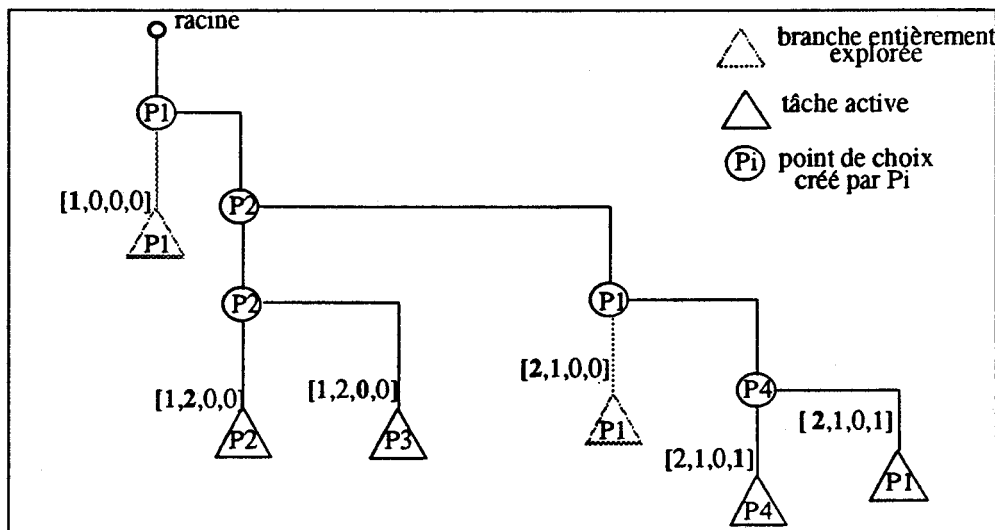 racine
branche entièrement
explorée
tâche active
Pi
point de choix
créé par Pi
P1
[1,0,0,0]
P1
P2
P2
P1
[1,2,0,0]
[1,2,0,0]
[2,1,0,0]
P4
[2,1,0,1]
P2
P3
P1
[2,1,0,1]
P1
P4